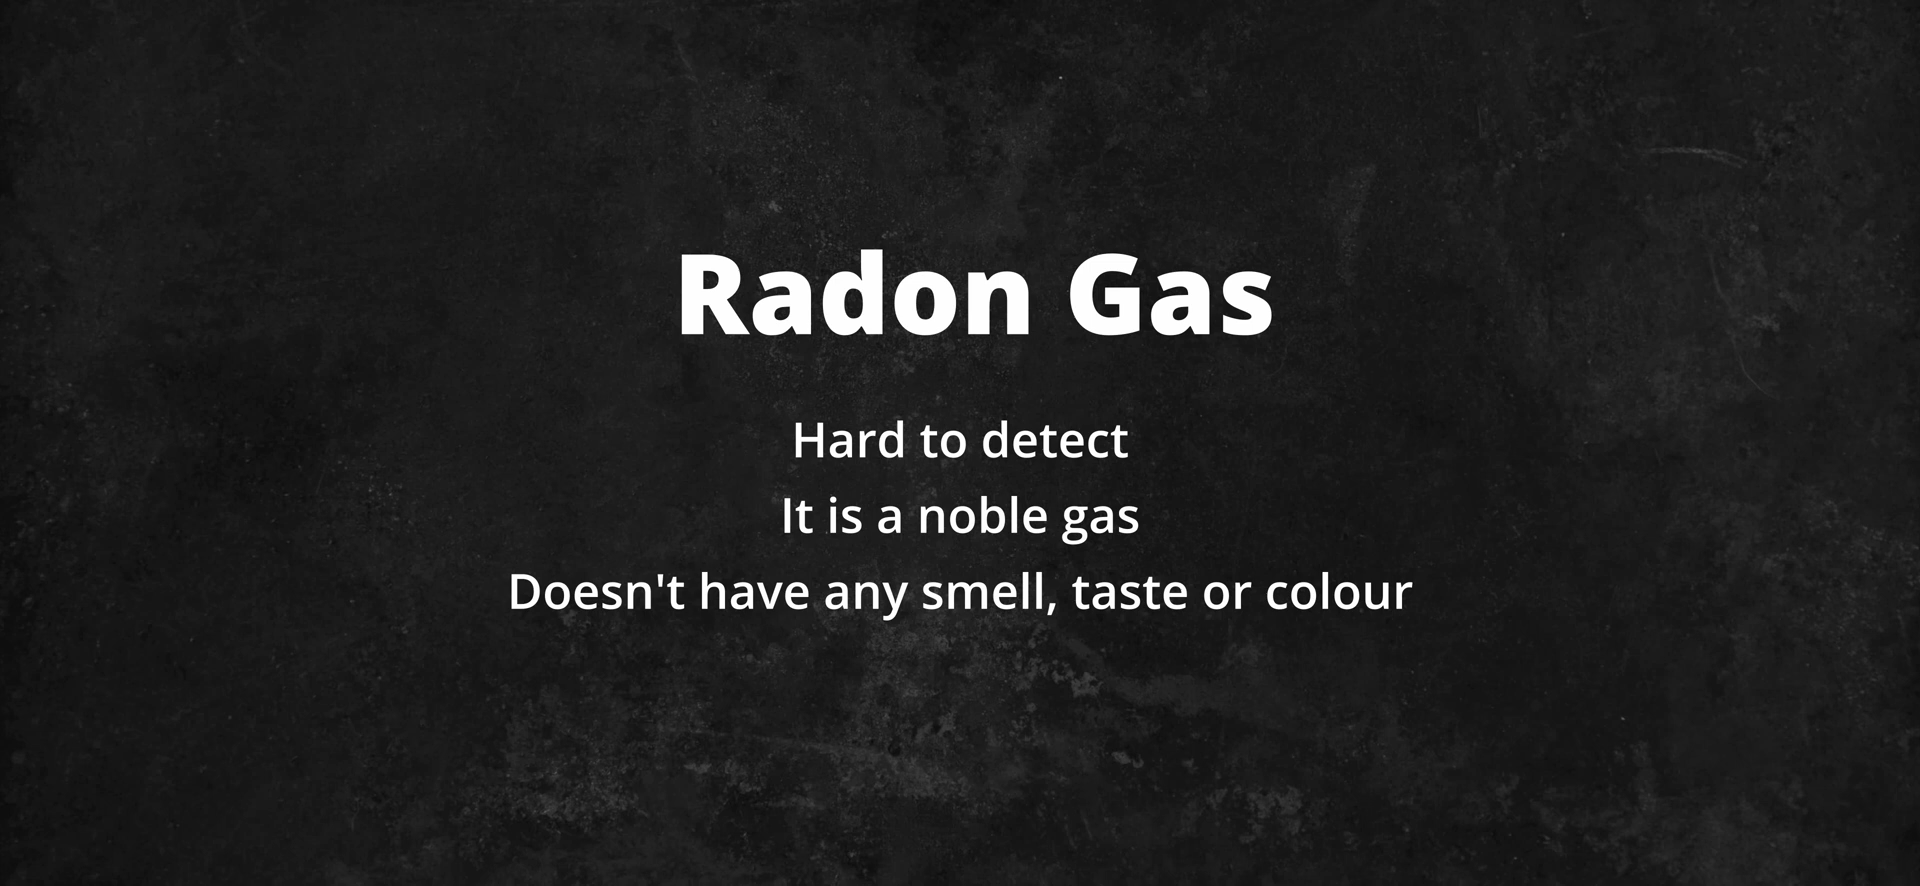 Radon Gas
Hard to detect
It is a noble gas
Doesn't have any smell, taste or colour